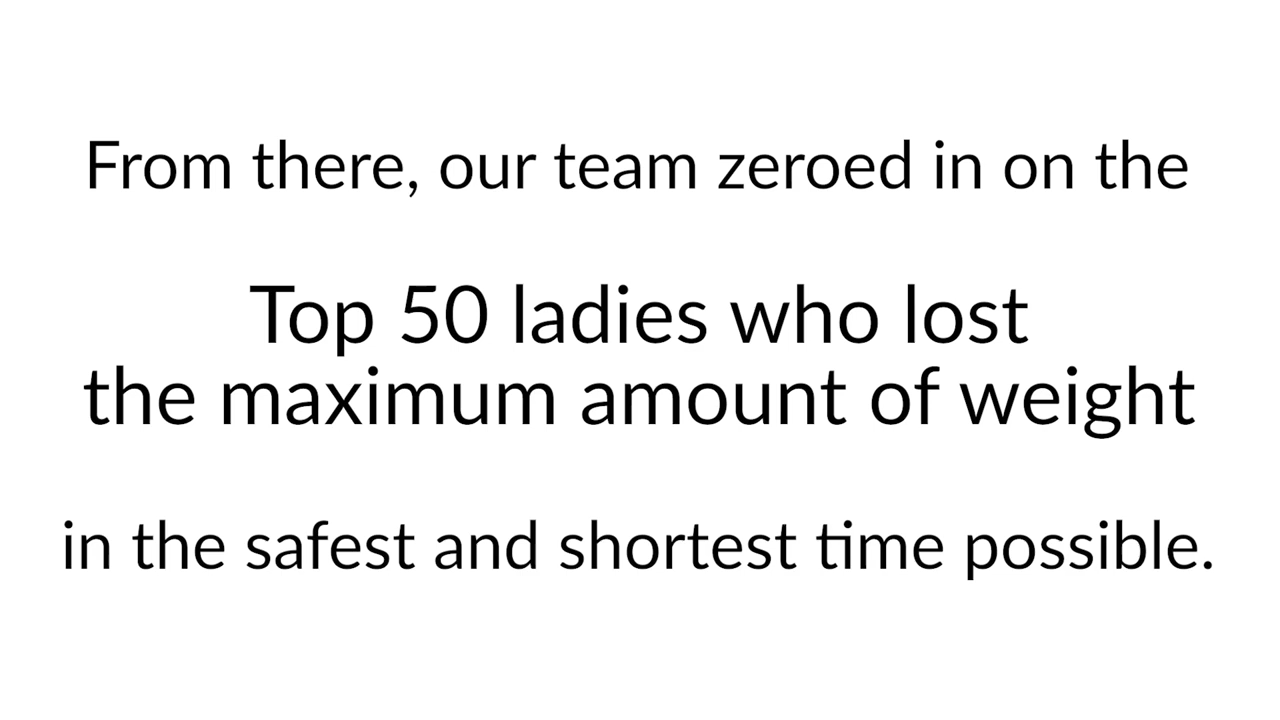 From there, our team zeroed in on the
Top 50 ladies who lost
the maximum amount of weight
in the safest and shortest time possible.